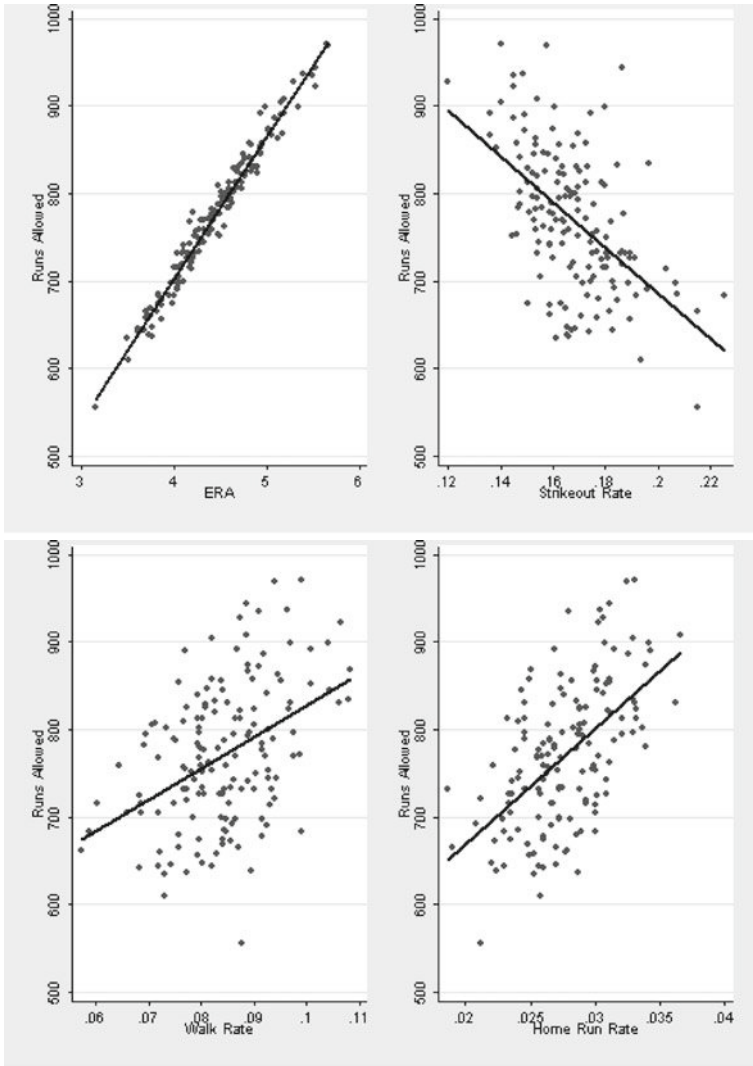 1000
900
800
700
600
500
Runs Allowed
3 4 5 6
ERA
1000
900
800
700
600
500
Runs Allowed
.12 .14 .16 .18 .2 .22
Strikeout Rate
1000
900
800
700
600
500
Runs Allowed
.06 .07 .08 .09 .1 .11
Walk Rate
1000
900
800
700
600
500
Runs Allowed
.02 .025 .03 .035 .04
Home Run Rate